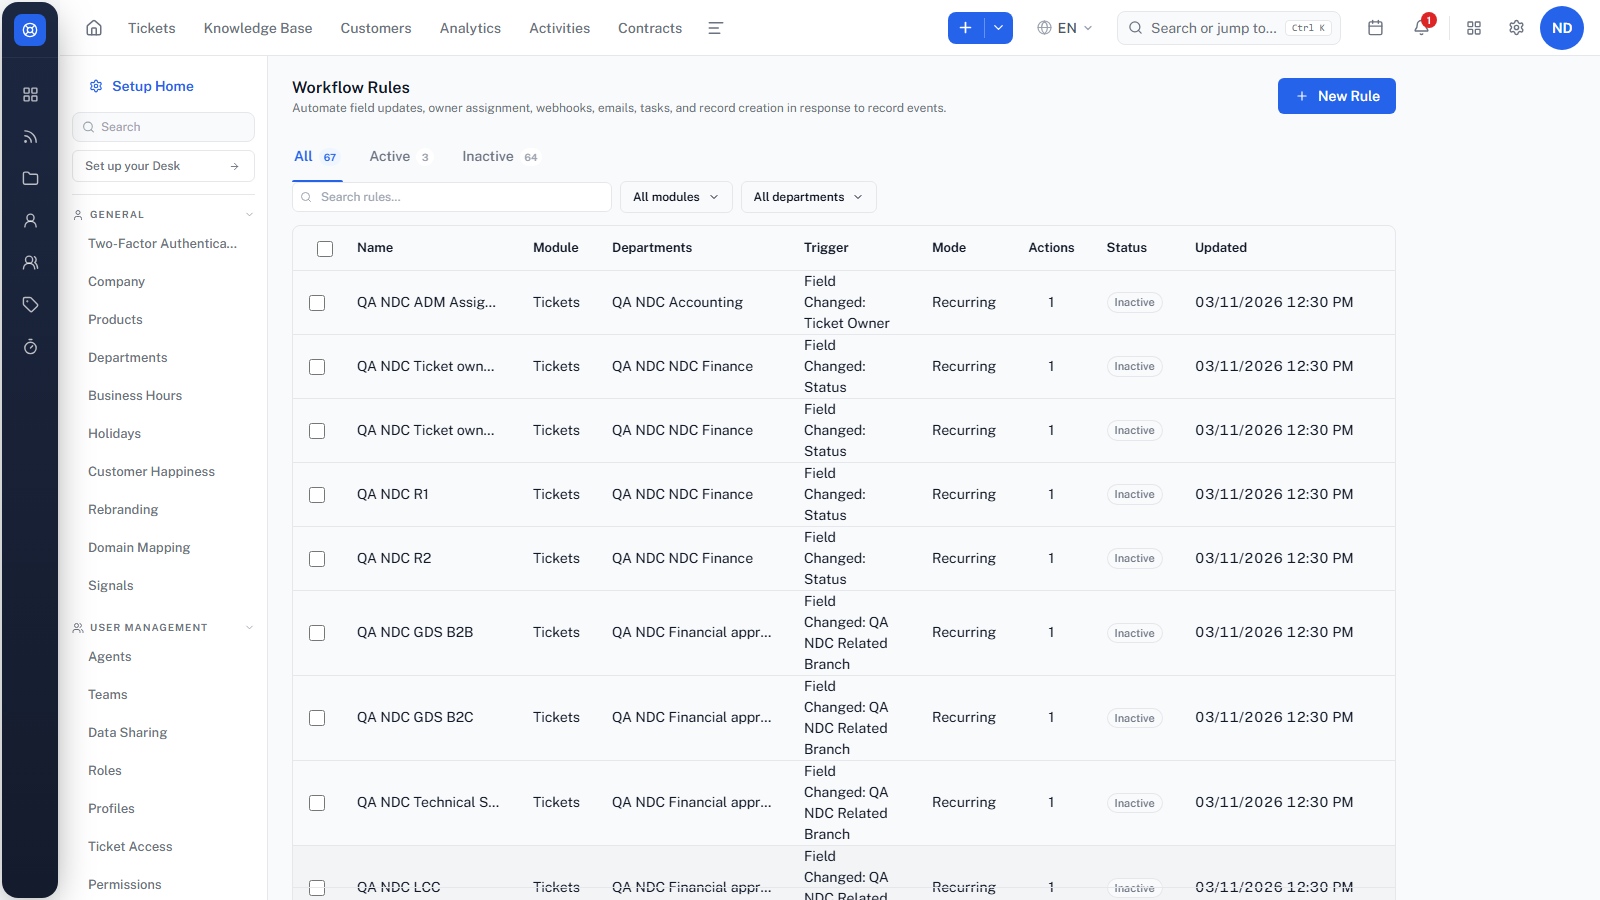 Tickets
Knowledge Base
Customers
Analytics
Activities
Contracts
EN
Search or jump to...
Ctrl K
1
ND
Setup Home
Search
Set up your Desk
GENERAL
Two-Factor Authentica...
Company
Products
Departments
Business Hours
Holidays
Customer Happiness
Rebranding
Domain Mapping
Signals
USER MANAGEMENT
Agents
Teams
Data Sharing
Roles
Profiles
Ticket Access
Permissions
Workflow Rules
Automate field updates, owner assignment, webhooks, emails, tasks, and record creation in response to record events.
New Rule
All 67
Active 3
Inactive 64
Search rules...
All modules
All departments
Name Module Departments Trigger Mode Actions Status Updated
QA NDC ADM Assig... Tickets QA NDC Accounting Field Changed: Ticket Owner Recurring 1 Inactive 03/11/2026 12:30 PM
QA NDC Ticket own... Tickets QA NDC NDC Finance Field Changed: Status Recurring 1 Inactive 03/11/2026 12:30 PM
QA NDC Ticket own... Tickets QA NDC NDC Finance Field Changed: Status Recurring 1 Inactive 03/11/2026 12:30 PM
QA NDC R1 Tickets QA NDC NDC Finance Field Changed: Status Recurring 1 Inactive 03/11/2026 12:30 PM
QA NDC R2 Tickets QA NDC NDC Finance Field Changed: Status Recurring 1 Inactive 03/11/2026 12:30 PM
QA NDC GDS B2B Tickets QA NDC Financial appr... Field Changed: QA NDC Related Branch Recurring 1 Inactive 03/11/2026 12:30 PM
QA NDC GDS B2C Tickets QA NDC Financial appr... Field Changed: QA NDC Related Branch Recurring 1 Inactive 03/11/2026 12:30 PM
QA NDC Technical S... Tickets QA NDC Financial appr... Field Changed: QA NDC Related Branch Recurring 1 Inactive 03/11/2026 12:30 PM
QA NDC LCC Tickets QA NDC Financial appr... Field Changed: QA NDC Related Recurring 1 Inactive 03/11/2026 12:30 PM